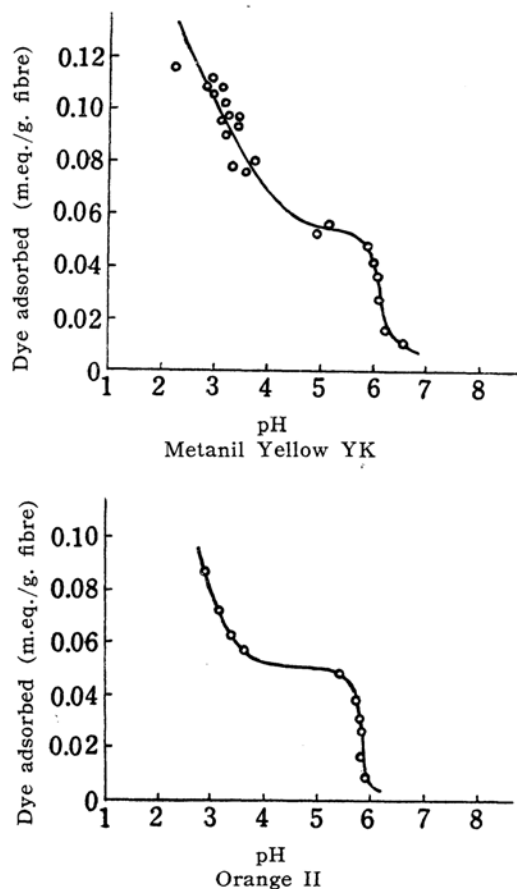 Dye adsorbed (m.eq./g. fibre)
0.12
0.10
0.08
0.06
0.04
0.02
0
1 2 3 4 5 6 7 8
pH
Metanil Yellow YK
Dye adsorbed (m.eq./g. fibre)
0.10
0.08
0.06
0.04
0.02
0
1 2 3 4 5 6 7 8
pH
Orange II